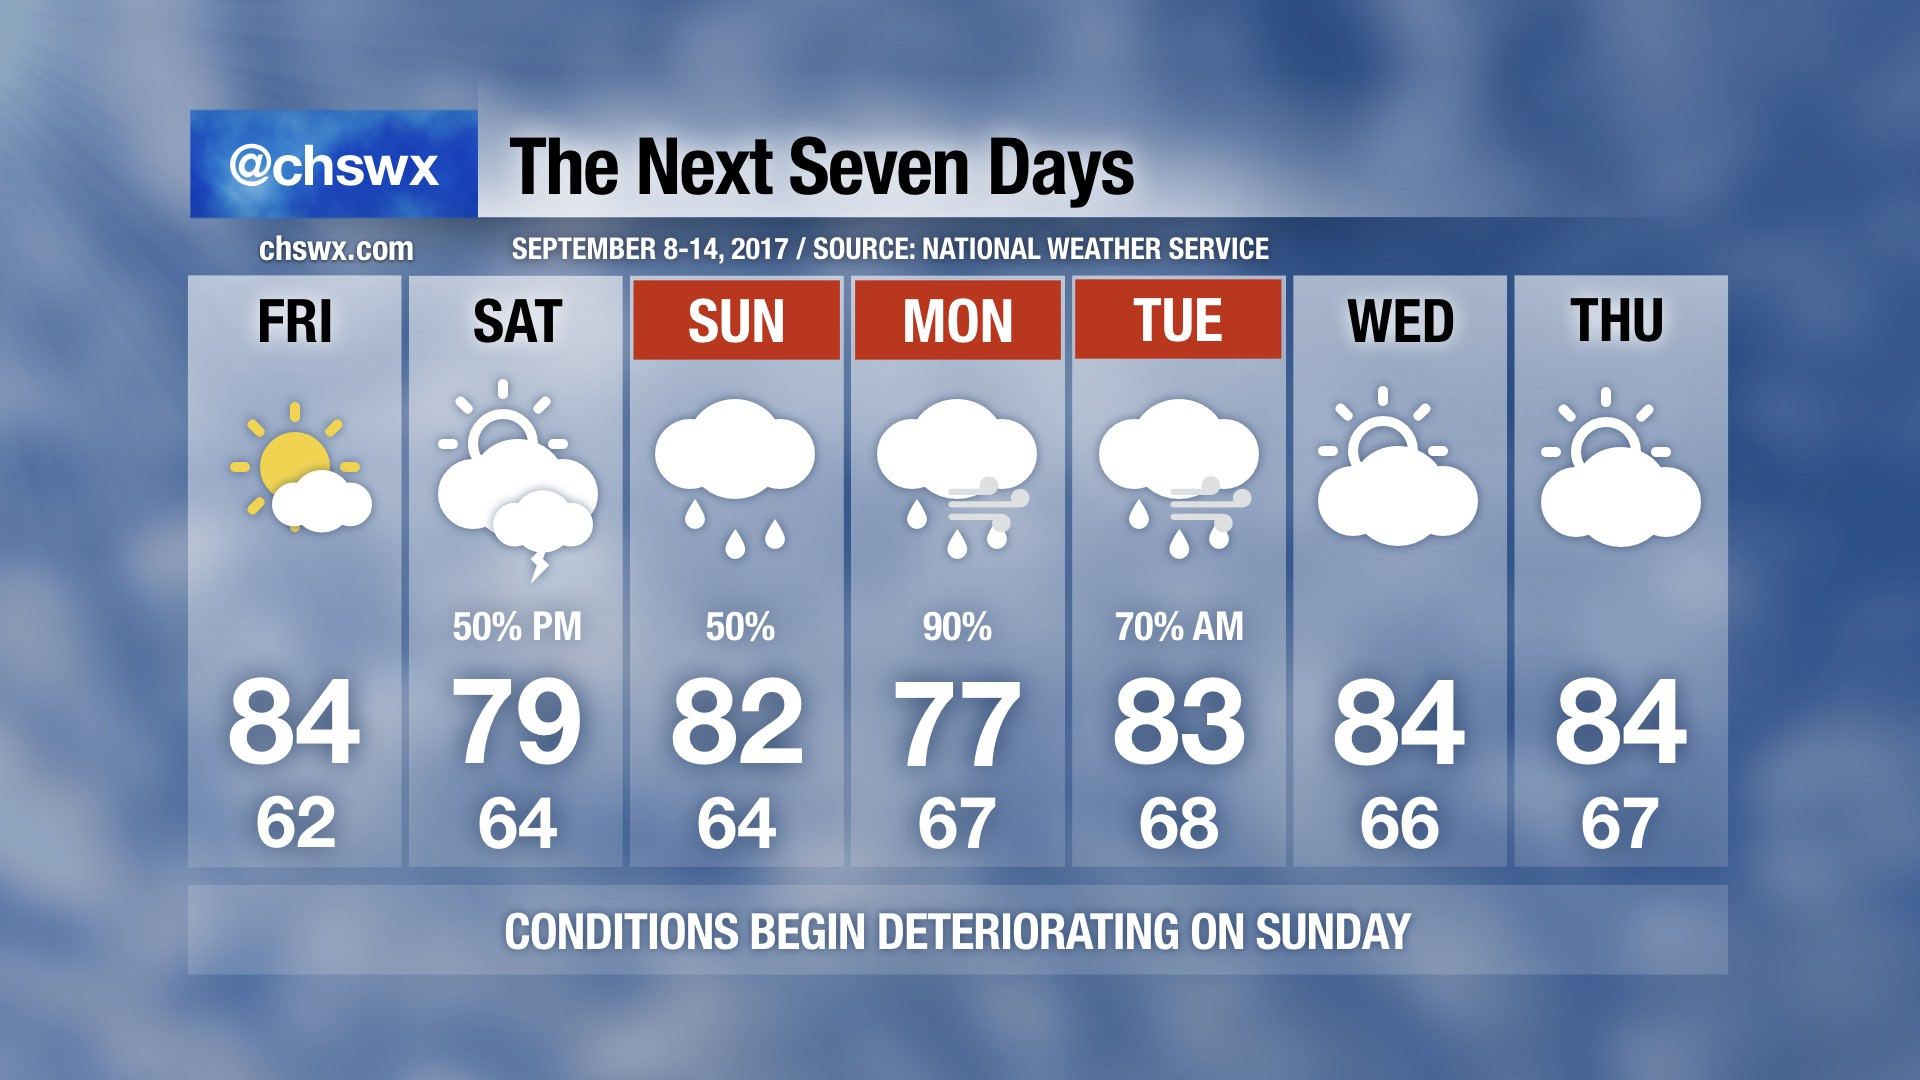 @chswx
The Next Seven Days
chswx.com
SEPTEMBER 8-14, 2017 / SOURCE: NATIONAL WEATHER SERVICE
FRI SAT SUN MON TUE WED THU
50% PM 50% 90% 70% AM
84 79 82 77 83 84 84
62 64 64 67 68 66 67
CONDITIONS BEGIN DETERIORATING ON SUNDAY